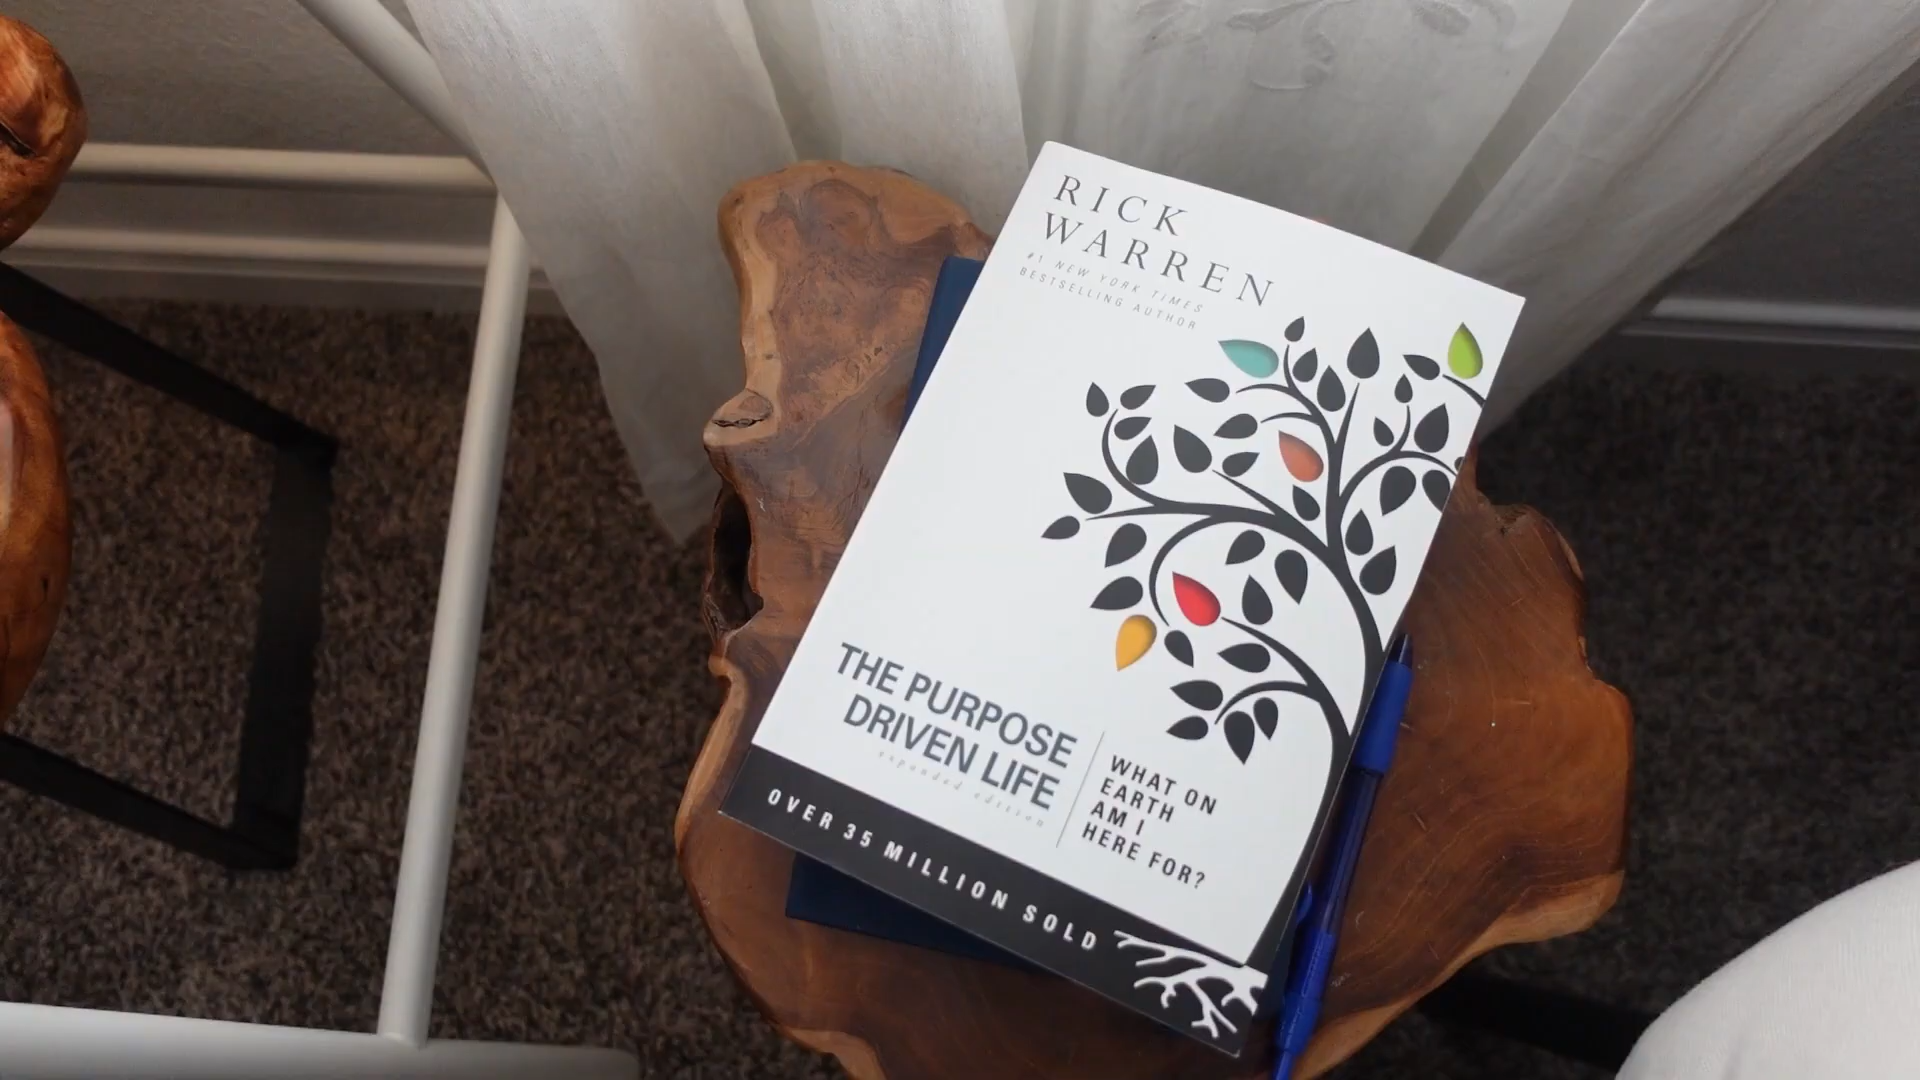 RICK
WARREN
#1 NEW YORK TIMES
BESTSELLING AUTHOR
THE PURPOSE
DRIVEN LIFE
expanded edition
WHAT ON
EARTH
AM I
HERE FOR?
OVER 35 MILLION SOLD